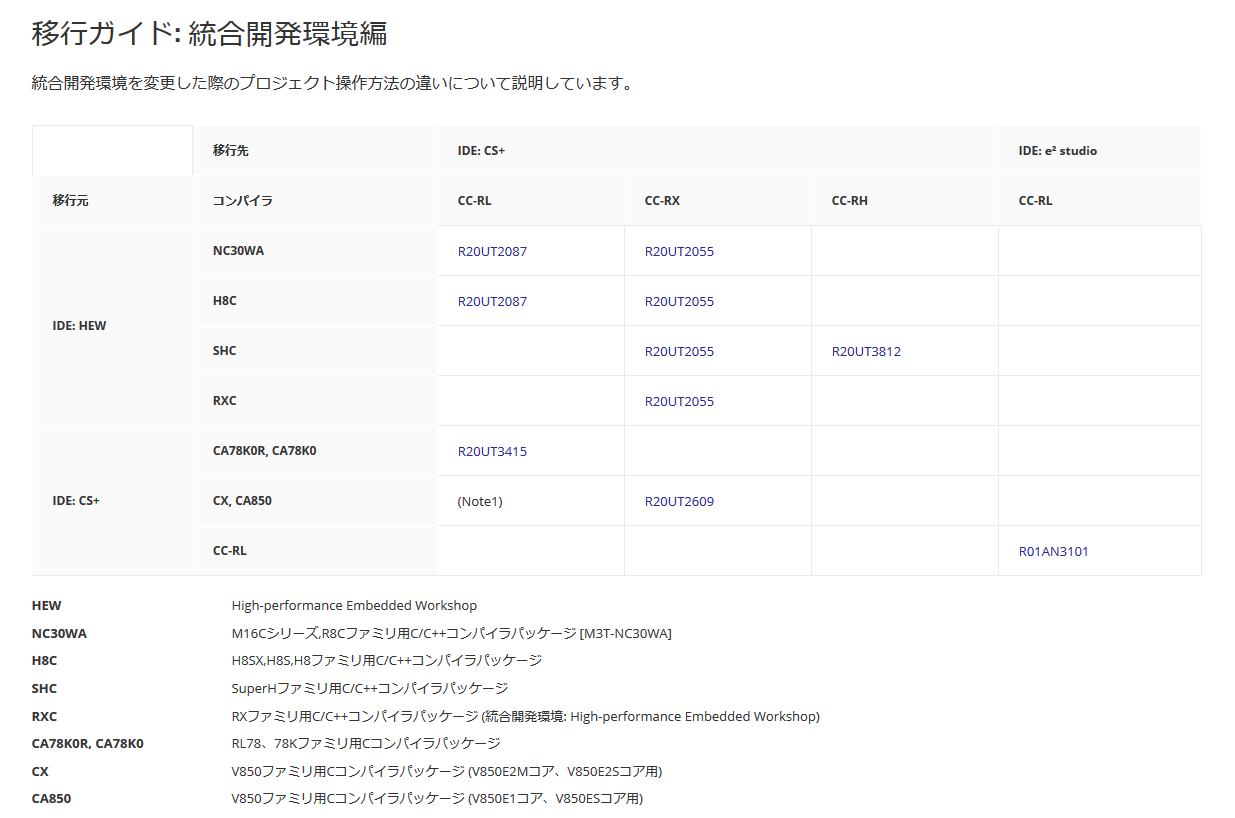 移行ガイド: 統合開発環境編
統合開発環境を変更した際のプロジェクト操作方法の違いについて説明しています。
移行先 IDE: CS+ IDE: e² studio
移行元 コンパイラ CC-RL CC-RX CC-RH CC-RL
NC30WA R20UT2087 R20UT2055
H8C R20UT2087 R20UT2055
IDE: HEW
SHC R20UT2055 R20UT3812
RXC R20UT2055
CA78K0R, CA78K0 R20UT3415
IDE: CS+ CX, CA850 (Note1) R20UT2609
CC-RL R01AN3101
HEW High-performance Embedded Workshop
NC30WA M16Cシリーズ,R8Cファミリ用C/C++コンパイラパッケージ [M3T-NC30WA]
H8C H8SX,H8S,H8ファミリ用C/C++コンパイラパッケージ
SHC SuperHファミリ用C/C++コンパイラパッケージ
RXC RXファミリ用C/C++コンパイラパッケージ (統合開発環境: High-performance Embedded Workshop)
CA78K0R, CA78K0 RL78、78Kファミリ用Cコンパイラパッケージ
CX V850ファミリ用Cコンパイラパッケージ (V850E2Mコア、V850E2Sコア用)
CA850 V850ファミリ用Cコンパイラパッケージ (V850E1コア、V850ESコア用)